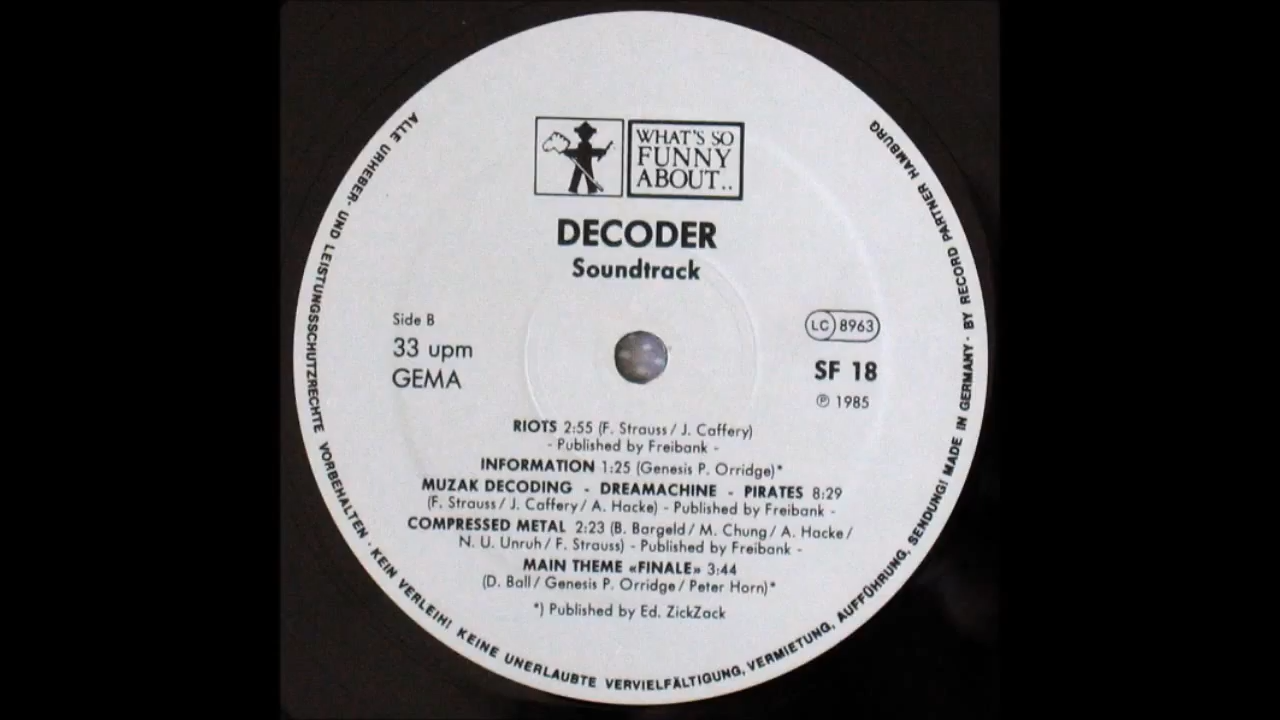 WHAT'S SO
FUNNY
ABOUT..
DECODER
Soundtrack
Side B
33 upm
GEMA
LC 8963
SF 18
℗ 1985
RIOTS 2:55 (F. Strauss / J. Caffery)
- Published by Freibank -
INFORMATION 1:25 (Genesis P. Orridge)*
MUZAK DECODING - DREAMACHINE - PIRATES 8:29
(F. Strauss / J. Caffery / A. Hacke) - Published by Freibank -
COMPRESSED METAL 2:23 (B. Bargeld / M. Chung / A. Hacke /
N. U. Unruh / F. Strauss) - Published by Freibank -
MAIN THEME «FINALE» 3:44
(D. Ball / Genesis P. Orridge / Peter Horn)*
*) Published by Ed. ZickZack
ALLE URHEBER- UND LEISTUNGSSCHUTZRECHTE VORBEHALTEN · KEIN VERLEIH! KEINE UNERLAUBTE VERVIELFÄLTIGUNG, VERMIETUNG, AUFFÜHRUNG, SENDUNG! MADE IN GERMANY · BY RECORD PARTNER HAMBURG